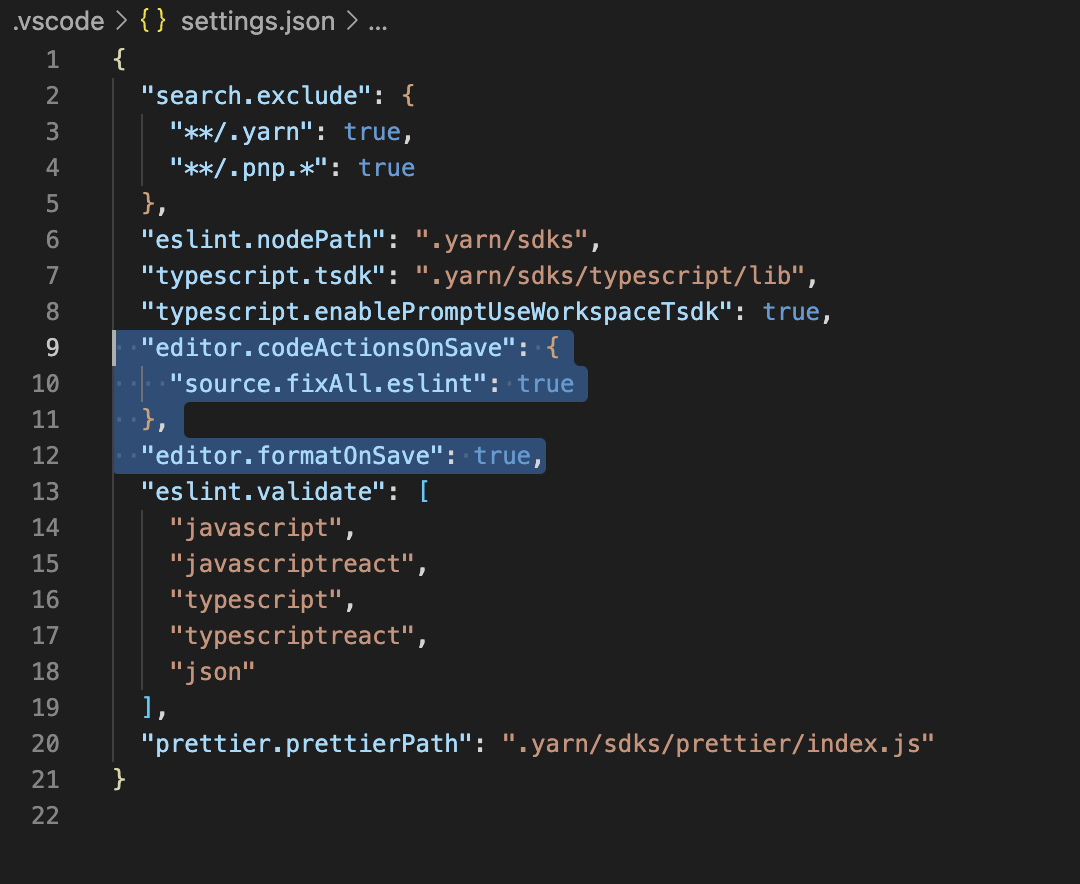 .vscode > {} settings.json > ...
1 {
2   "search.exclude": {
3     "**/.yarn": true,
4     "**/.pnp.*": true
5   },
6   "eslint.nodePath": ".yarn/sdks",
7   "typescript.tsdk": ".yarn/sdks/typescript/lib",
8   "typescript.enablePromptUseWorkspaceTsdk": true,
9   "editor.codeActionsOnSave": {
10     "source.fixAll.eslint": true
11   },
12   "editor.formatOnSave": true,
13   "eslint.validate": [
14     "javascript",
15     "javascriptreact",
16     "typescript",
17     "typescriptreact",
18     "json"
19   ],
20   "prettier.prettierPath": ".yarn/sdks/prettier/index.js"
21 }
22